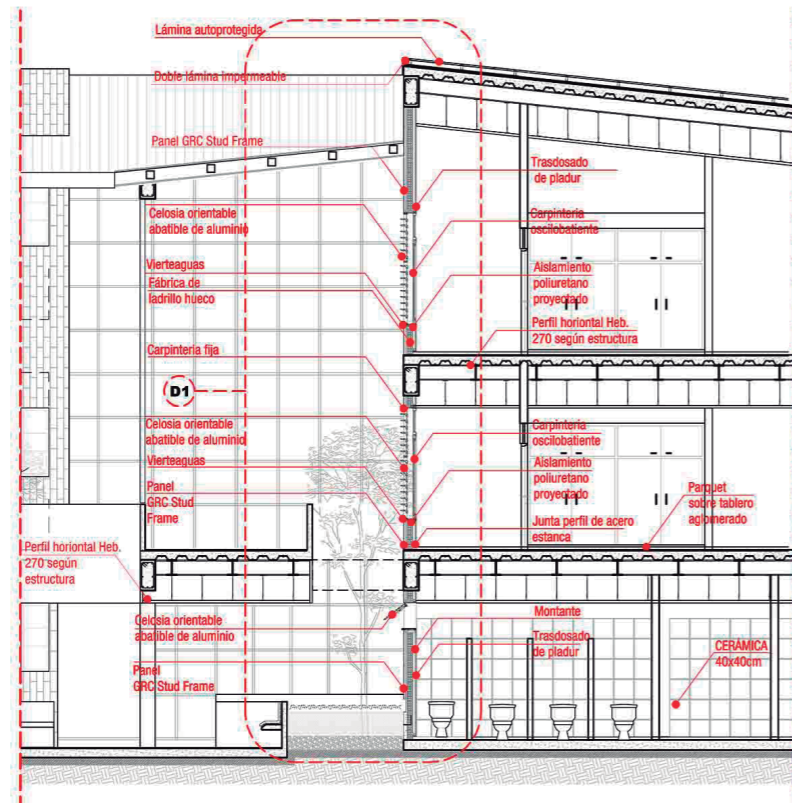 Lámina autoprotegida
Doble lámina impermeable
Panel GRC Stud Frame
Trasdosado
de pladur
Celosia orientable
abatible de aluminio
Carpinteria
oscilobatiente
Vierteaguas
Fábrica de
ladrillo hueco
Aislamiento
poliuretano
proyectado
Perfil horiontal Heb.
270 según estructura
Carpinteria fija
D1
Celosia orientable
abatible de aluminio
Carpinteria
oscilobatiente
Vierteaguas
Aislamiento
poliuretano
proyectado
Panel
GRC Stud
Frame
Parquet
sobre tablero
aglomerado
Junta perfil de acero
estanca
Perfil horiontal Heb.
270 según
estructura
Celosia orientable
abatible de aluminio
Montante
Trasdosado
de pladur
Panel
GRC Stud Frame
CERÁMICA
40x40cm